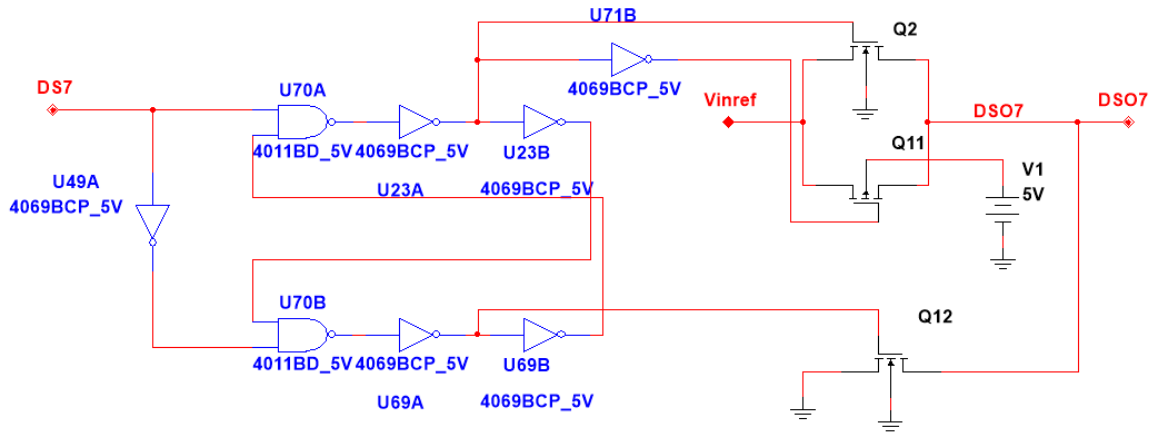 U71B
Q2
DS7
U70A
4069BCP_5V
Vinref
DSO7
DSO7
4011BD_5V
4069BCP_5V
U23B
Q11
U49A
4069BCP_5V
U23A
4069BCP_5V
V1
5V
U70B
Q12
4011BD_5V
4069BCP_5V
U69B
U69A
4069BCP_5V